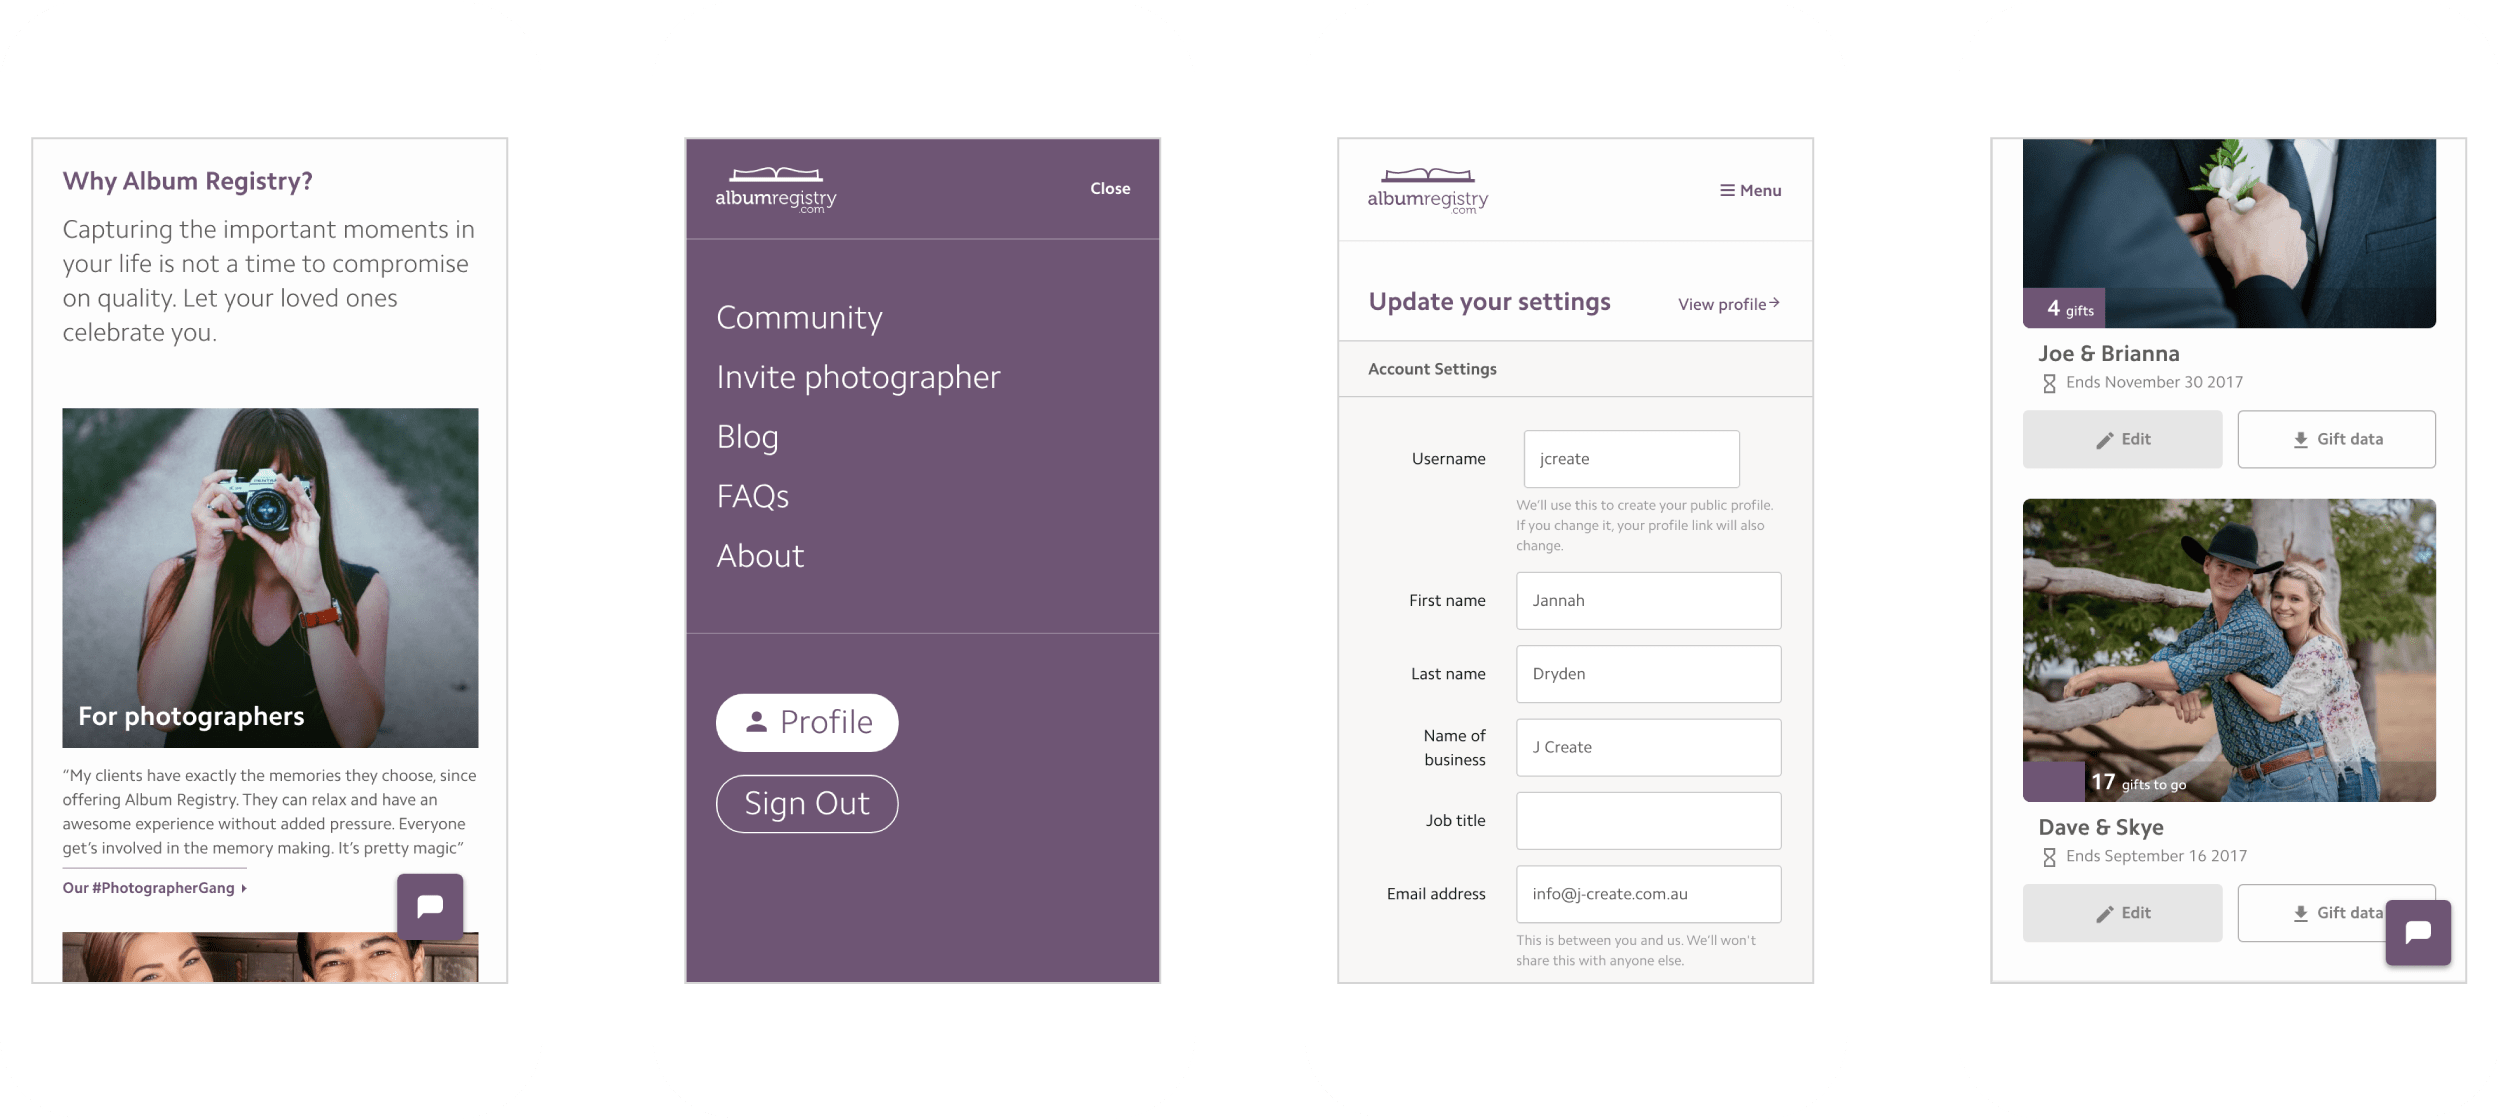 Why Album Registry?
Capturing the important moments in
your life is not a time to compromise
on quality. Let your loved ones
celebrate you.
PENTAX
For photographers
“My clients have exactly the memories they choose, since
offering Album Registry. They can relax and have an
awesome experience without added pressure. Everyone
get’s involved in the memory making. It’s pretty magic”
Our #PhotographerGang
albumregistry
.com
Close
Community
Invite photographer
Blog
FAQs
About
Profile
Sign Out
albumregistry
.com
Menu
Update your settings
View profile
Account Settings
Username
jcreate
We’ll use this to create your public profile.
If you change it, your profile link will also
change.
First name
Jannah
Last name
Dryden
Name of
business
J Create
Job title
Email address
info@j-create.com.au
This is between you and us. We’ll won’t
share this with anyone else.
4 gifts
Joe & Brianna
Ends November 30 2017
Edit
Gift data
17 gifts to go
Dave & Skye
Ends September 16 2017
Edit
Gift data